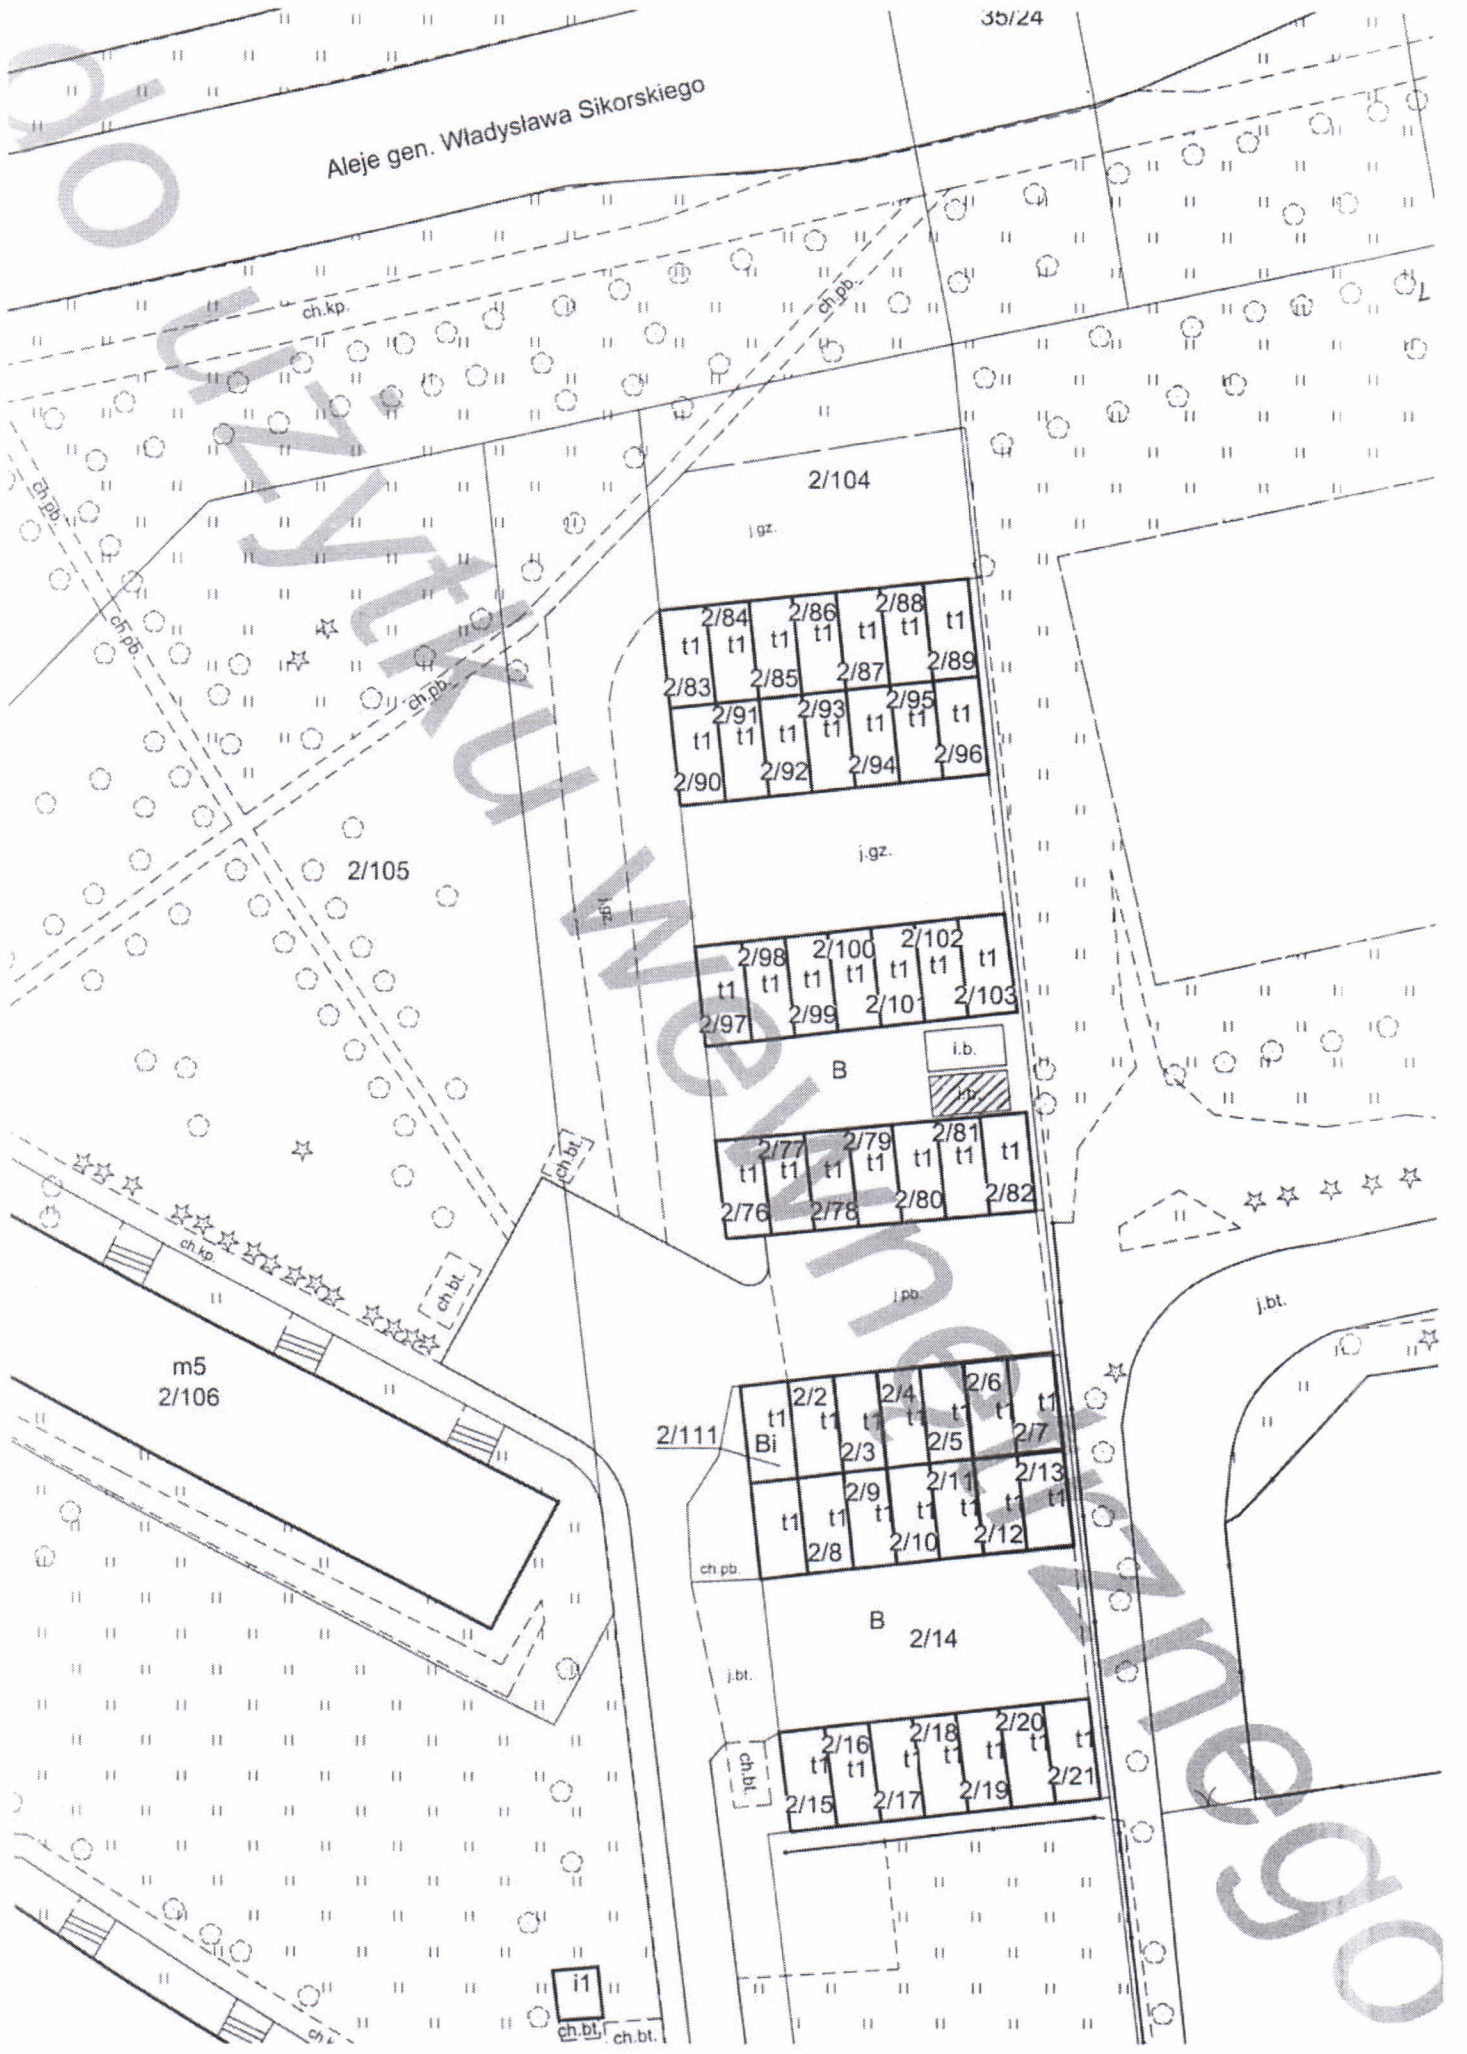 35/24
Aleje gen. Władysława Sikorskiego
do użytku wewnętrznego
ch.kp.
ch.pb.
ch.pb.
ch.pb.
ch.pb.
2/104
j.gz.
2/84 2/86 2/88
t1 t1 t1 t1 t1 t1 t1
2/83 2/85 2/87 2/89
2/91 2/93 2/95
t1 t1 t1 t1 t1 t1 t1
2/90 2/92 2/94 2/96
2/105
j.gz.
j.gz.
2/98 2/100 2/102
t1 t1 t1 t1 t1 t1 t1
2/97 2/99 2/101 2/103
i.b.
B
i.b.
2/77 2/79 2/81
t1 t1 t1 t1 t1 t1 t1
2/76 2/78 2/80 2/82
ch.bt.
ch.kp.
ch.bt.
j.pb.
j.bt.
m5
2/106
2/2 2/4 2/6
t1 t1 t1 t1 t1 t1 t1
2/111
Bi
2/3 2/5 2/7
2/9 2/11 2/13
t1 t1 t1 t1 t1 t1 t1
2/8 2/10 2/12
ch.pb.
B
2/14
j.bt.
2/16 2/18 2/20
t1 t1 t1 t1 t1 t1 t1
ch.bt.
2/15 2/17 2/19 2/21
i1
ch.bt.
ch.bt.